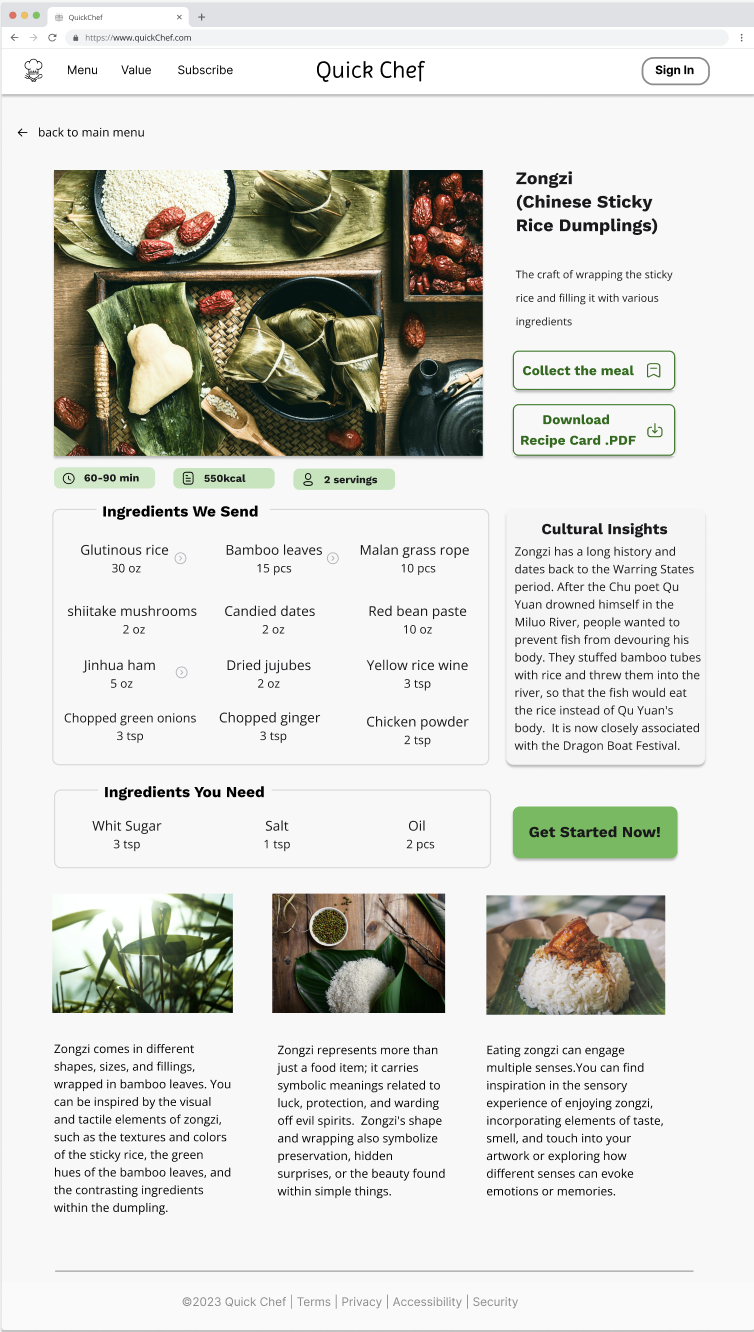 QuickChef
https://www.quickChef.com
Menu
Value
Subscribe
Quick Chef
Sign In
back to main menu
Zongzi
(Chinese Sticky
Rice Dumplings)
The craft of wrapping the sticky
rice and filling it with various
ingredients
Collect the meal
Download
Recipe Card .PDF
60-90 min
550kcal
2 servings
Ingredients We Send
Glutinous rice
30 oz
Bamboo leaves
15 pcs
Malan grass rope
10 pcs
shiitake mushrooms
2 oz
Candied dates
2 oz
Red bean paste
10 oz
Jinhua ham
5 oz
Dried jujubes
2 oz
Yellow rice wine
3 tsp
Chopped green onions
3 tsp
Chopped ginger
3 tsp
Chicken powder
2 tsp
Cultural Insights
Zongzi has a long history and
dates back to the Warring States
period. After the Chu poet Qu
Yuan drowned himself in the
Miluo River, people wanted to
prevent fish from devouring his
body. They stuffed bamboo tubes
with rice and threw them into the
river, so that the fish would eat
the rice instead of Qu Yuan's
body.  It is now closely associated
with the Dragon Boat Festival.
Ingredients You Need
Whit Sugar
3 tsp
Salt
1 tsp
Oil
2 pcs
Get Started Now!
Zongzi comes in different
shapes, sizes, and fillings,
wrapped in bamboo leaves. You
can be inspired by the visual
and tactile elements of zongzi,
such as the textures and colors
of the sticky rice, the green
hues of the bamboo leaves, and
the contrasting ingredients
within the dumpling.
Zongzi represents more than
just a food item; it carries
symbolic meanings related to
luck, protection, and warding
off evil spirits.  Zongzi's shape
and wrapping also symbolize
preservation, hidden
surprises, or the beauty found
within simple things.
Eating zongzi can engage
multiple senses.You can find
inspiration in the sensory
experience of enjoying zongzi,
incorporating elements of taste,
smell, and touch into your
artwork or exploring how
different senses can evoke
emotions or memories.
©2023 Quick Chef | Terms | Privacy | Accessibility | Security